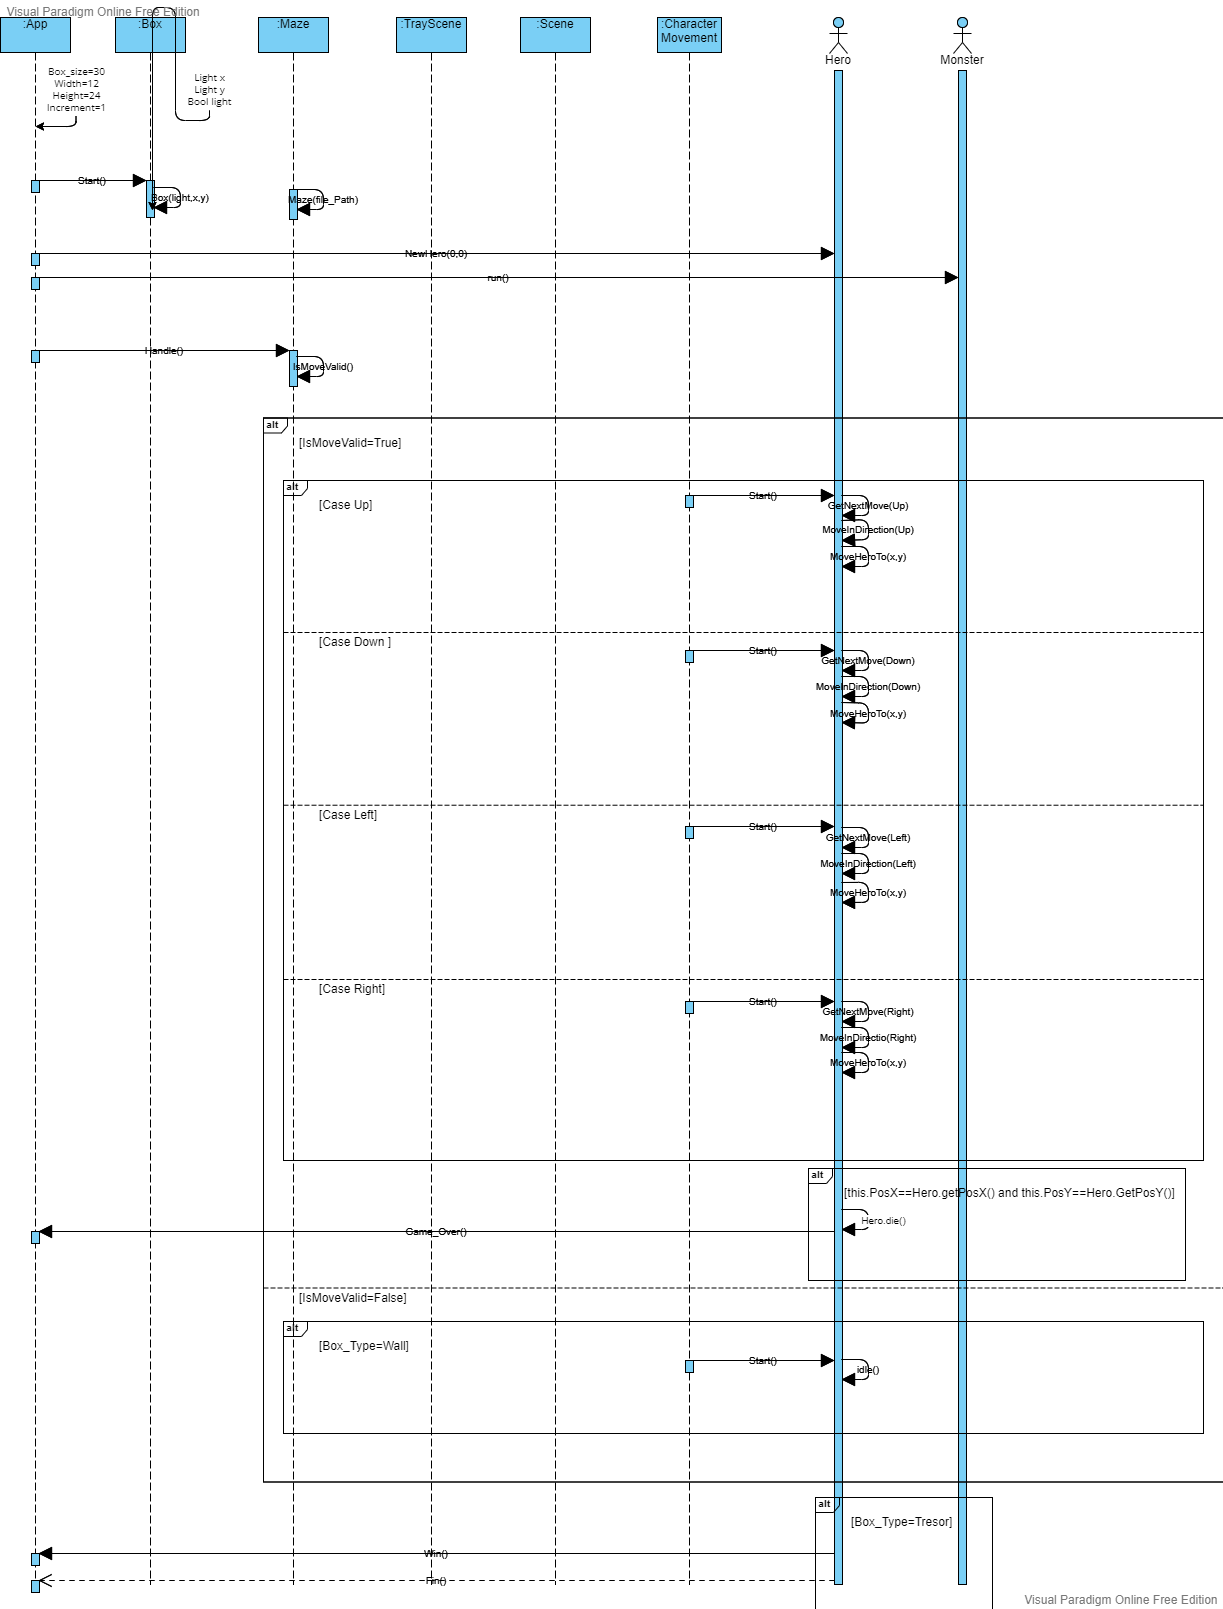 Visual Paradigm Online Free Edition
:App
:Box
:Maze
:TrayScene
:Scene
:Character
Movement
Hero
Monster
Box_size=30
Width=12
Height=24
Increment=1
Light x
Light y
Bool light
Start()
Box(light,x,y)
Maze(file_Path)
NewHero(0,0)
run()
Handle()
IsMoveValid()
alt
[IsMoveValid=True]
alt
[Case Up]
Start()
GetNextMove(Up)
MoveInDirection(Up)
MoveHeroTo(x,y)
[Case Down ]
Start()
GetNextMove(Down)
MoveInDirection(Down)
MoveHeroTo(x,y)
[Case Left]
Start()
GetNextMove(Left)
MoveInDirection(Left)
MoveHeroTo(x,y)
[Case Right]
Start()
GetNextMove(Right)
MoveInDirectio(Right)
MoveHeroTo(x,y)
alt
[this.PosX==Hero.getPosX() and this.PosY==Hero.GetPosY()]
Hero.die()
Game_Over()
[IsMoveValid=False]
alt
[Box_Type=Wall]
Start()
idle()
alt
[Box_Type=Tresor]
Win()
Fin()
Visual Paradigm Online Free Edition